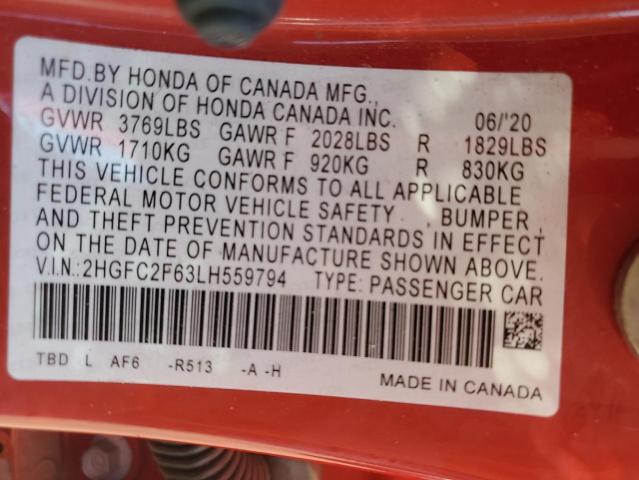 MFD.BY HONDA OF CANADA MFG.,
A DIVISION OF HONDA CANADA INC. 06/'20
GVWR 3769LBS GAWR F 2028LBS R 1829LBS
GVWR 1710KG GAWR F 920KG R 830KG
THIS VEHICLE CONFORMS TO ALL APPLICABLE
FEDERAL MOTOR VEHICLE SAFETY , BUMPER ,
AND THEFT PREVENTION STANDARDS IN EFFECT
ON THE DATE OF MANUFACTURE SHOWN ABOVE.
V.I.N.:2HGFC2F63LH559794 TYPE: PASSENGER CAR
TBD L AF6 -R513 -A -H
MADE IN CANADA